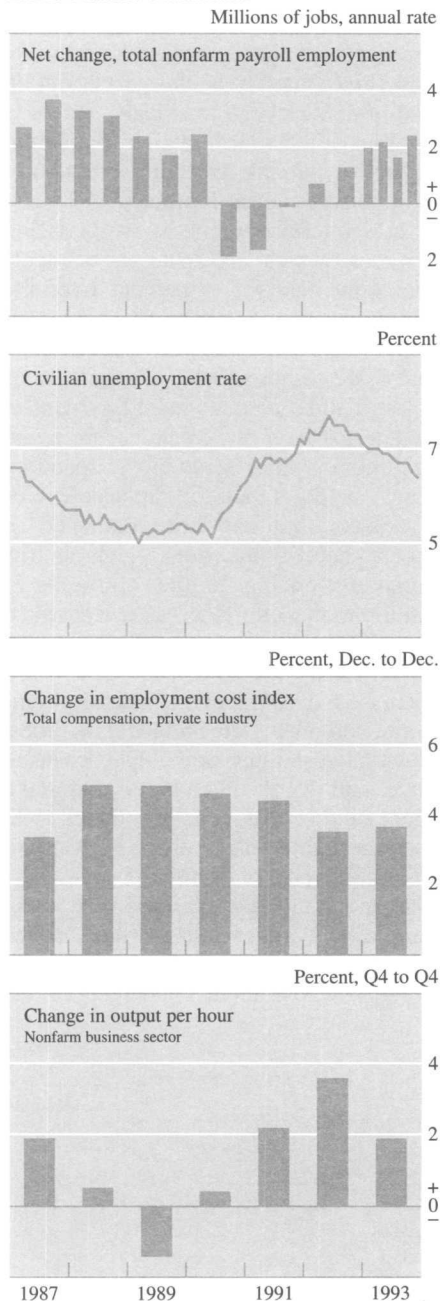 Millions of jobs, annual rate
Net change, total nonfarm payroll employment
4
2
+
0
–
2
Percent
Civilian unemployment rate
7
5
Percent, Dec. to Dec.
Change in employment cost index
Total compensation, private industry
6
4
2
Percent, Q4 to Q4
Change in output per hour
Nonfarm business sector
4
2
+
0
–
1987 1989 1991 1993